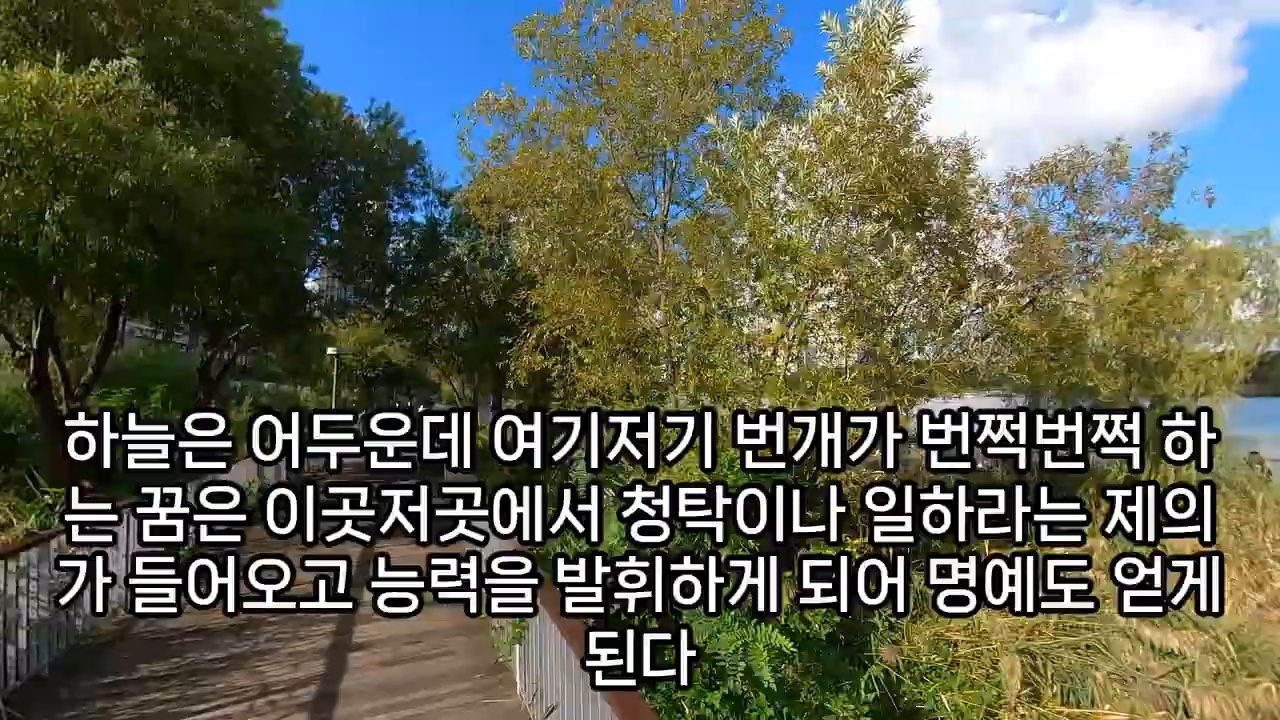 하늘은 어두운데 여기저기 번개가 번쩍번쩍 하
는 꿈은 이곳저곳에서 청탁이나 일하라는 제의
가 들어오고 능력을 발휘하게 되어 명예도 얻게
된다